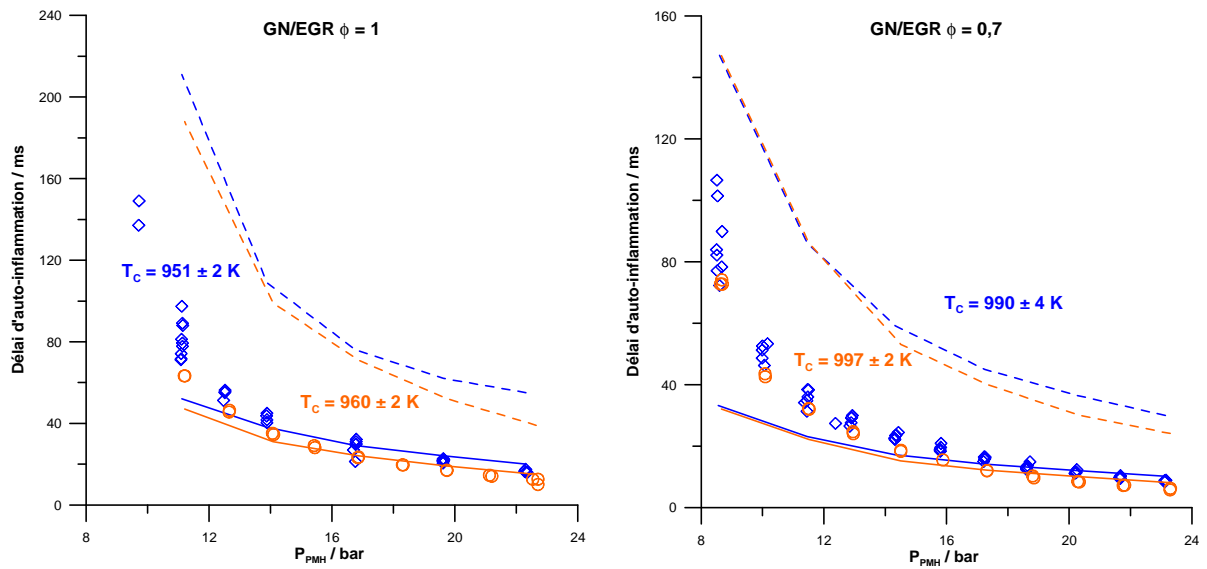 GN/EGR ϕ = 1
240
200
160
120
80
40
0
Délai d'auto-inflammation / ms
T_C = 951 ± 2 K
T_C = 960 ± 2 K
8
12
16
20
24
P_PMH / bar
GN/EGR ϕ = 0,7
160
120
80
40
0
Délai d'auto-inflammation / ms
T_C = 990 ± 4 K
T_C = 997 ± 2 K
8
12
16
20
24
P_PMH / bar